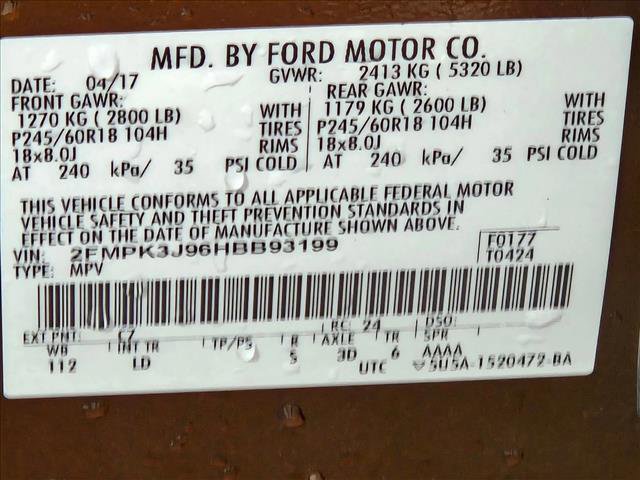 MFD. BY FORD MOTOR CO.
DATE: 04/17 GVWR: 2413 KG ( 5320 LB)
FRONT GAWR: REAR GAWR:
1270 KG ( 2800 LB) WITH 1179 KG ( 2600 LB) WITH
P245/60R18 104H TIRES P245/60R18 104H TIRES
18x8.0J RIMS 18x8.0J RIMS
AT 240 kPa/ 35 PSI COLD AT 240 kPa/ 35 PSI COLD
THIS VEHICLE CONFORMS TO ALL APPLICABLE FEDERAL MOTOR
VEHICLE SAFETY AND THEFT PREVENTION STANDARDS IN
EFFECT ON THE DATE OF MANUFACTURE SHOWN ABOVE.
VIN: 2FMPK3J96HBB93199 F0177
TYPE: MPV T0424
EXT PNT: C7 RC: 24 DSO:
WB INT TR TP/PS R AXLE TR SPR
112 LD 5 3D 6 AAAA
UTC 5U5A-1520472-BA